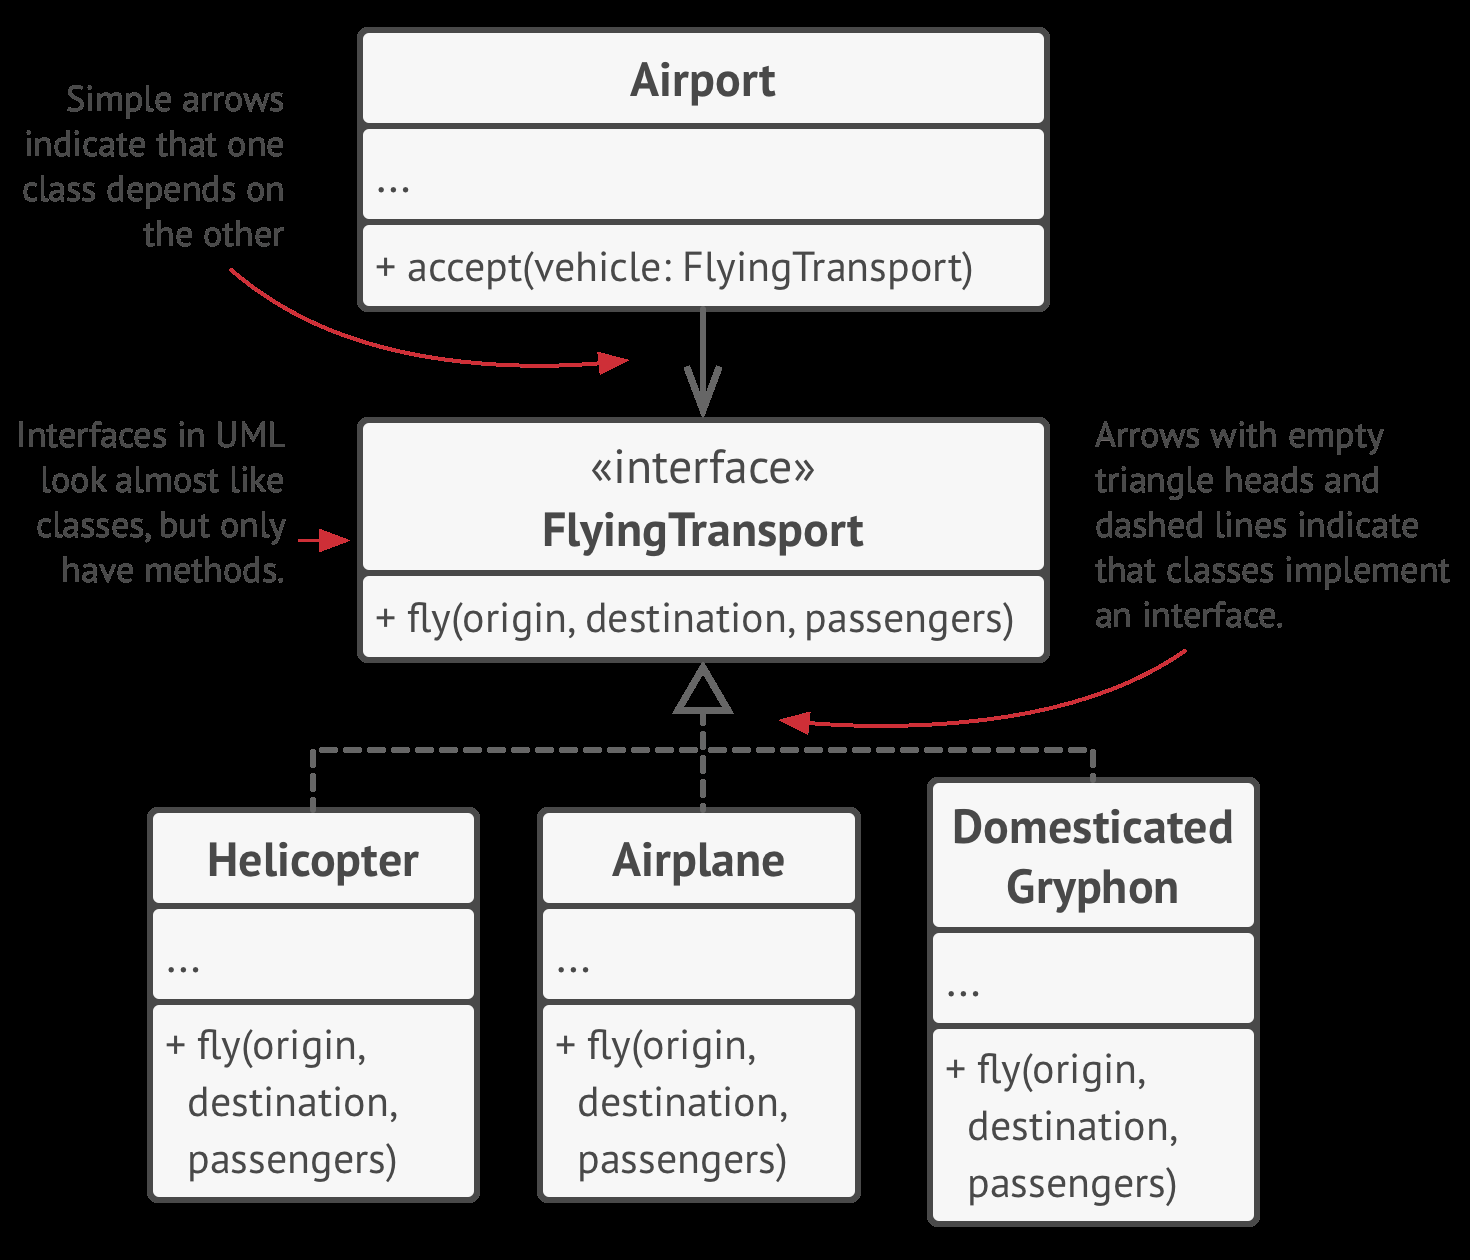 Airport
...
+ accept(vehicle: FlyingTransport)
Simple arrows
indicate that one
class depends on
the other
Interfaces in UML
look almost like
classes, but only
have methods.
«interface»
FlyingTransport
+ fly(origin, destination, passengers)
Arrows with empty
triangle heads and
dashed lines indicate
that classes implement
an interface.
Helicopter
...
+ fly(origin,
destination,
passengers)
Airplane
...
+ fly(origin,
destination,
passengers)
Domesticated
Gryphon
...
+ fly(origin,
destination,
passengers)